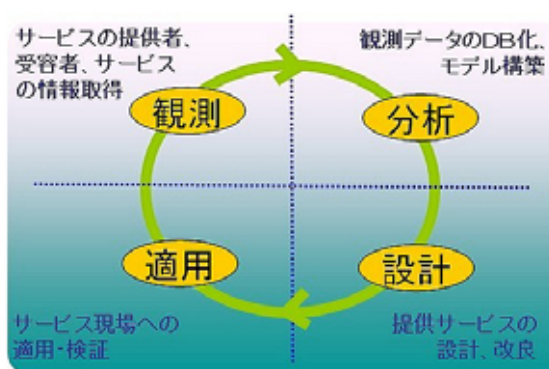 サービスの提供者、
受容者、サービス
の情報取得
観測データのDB化、
モデル構築
観測
分析
適用
設計
サービス現場への
適用・検証
提供サービスの
設計、改良